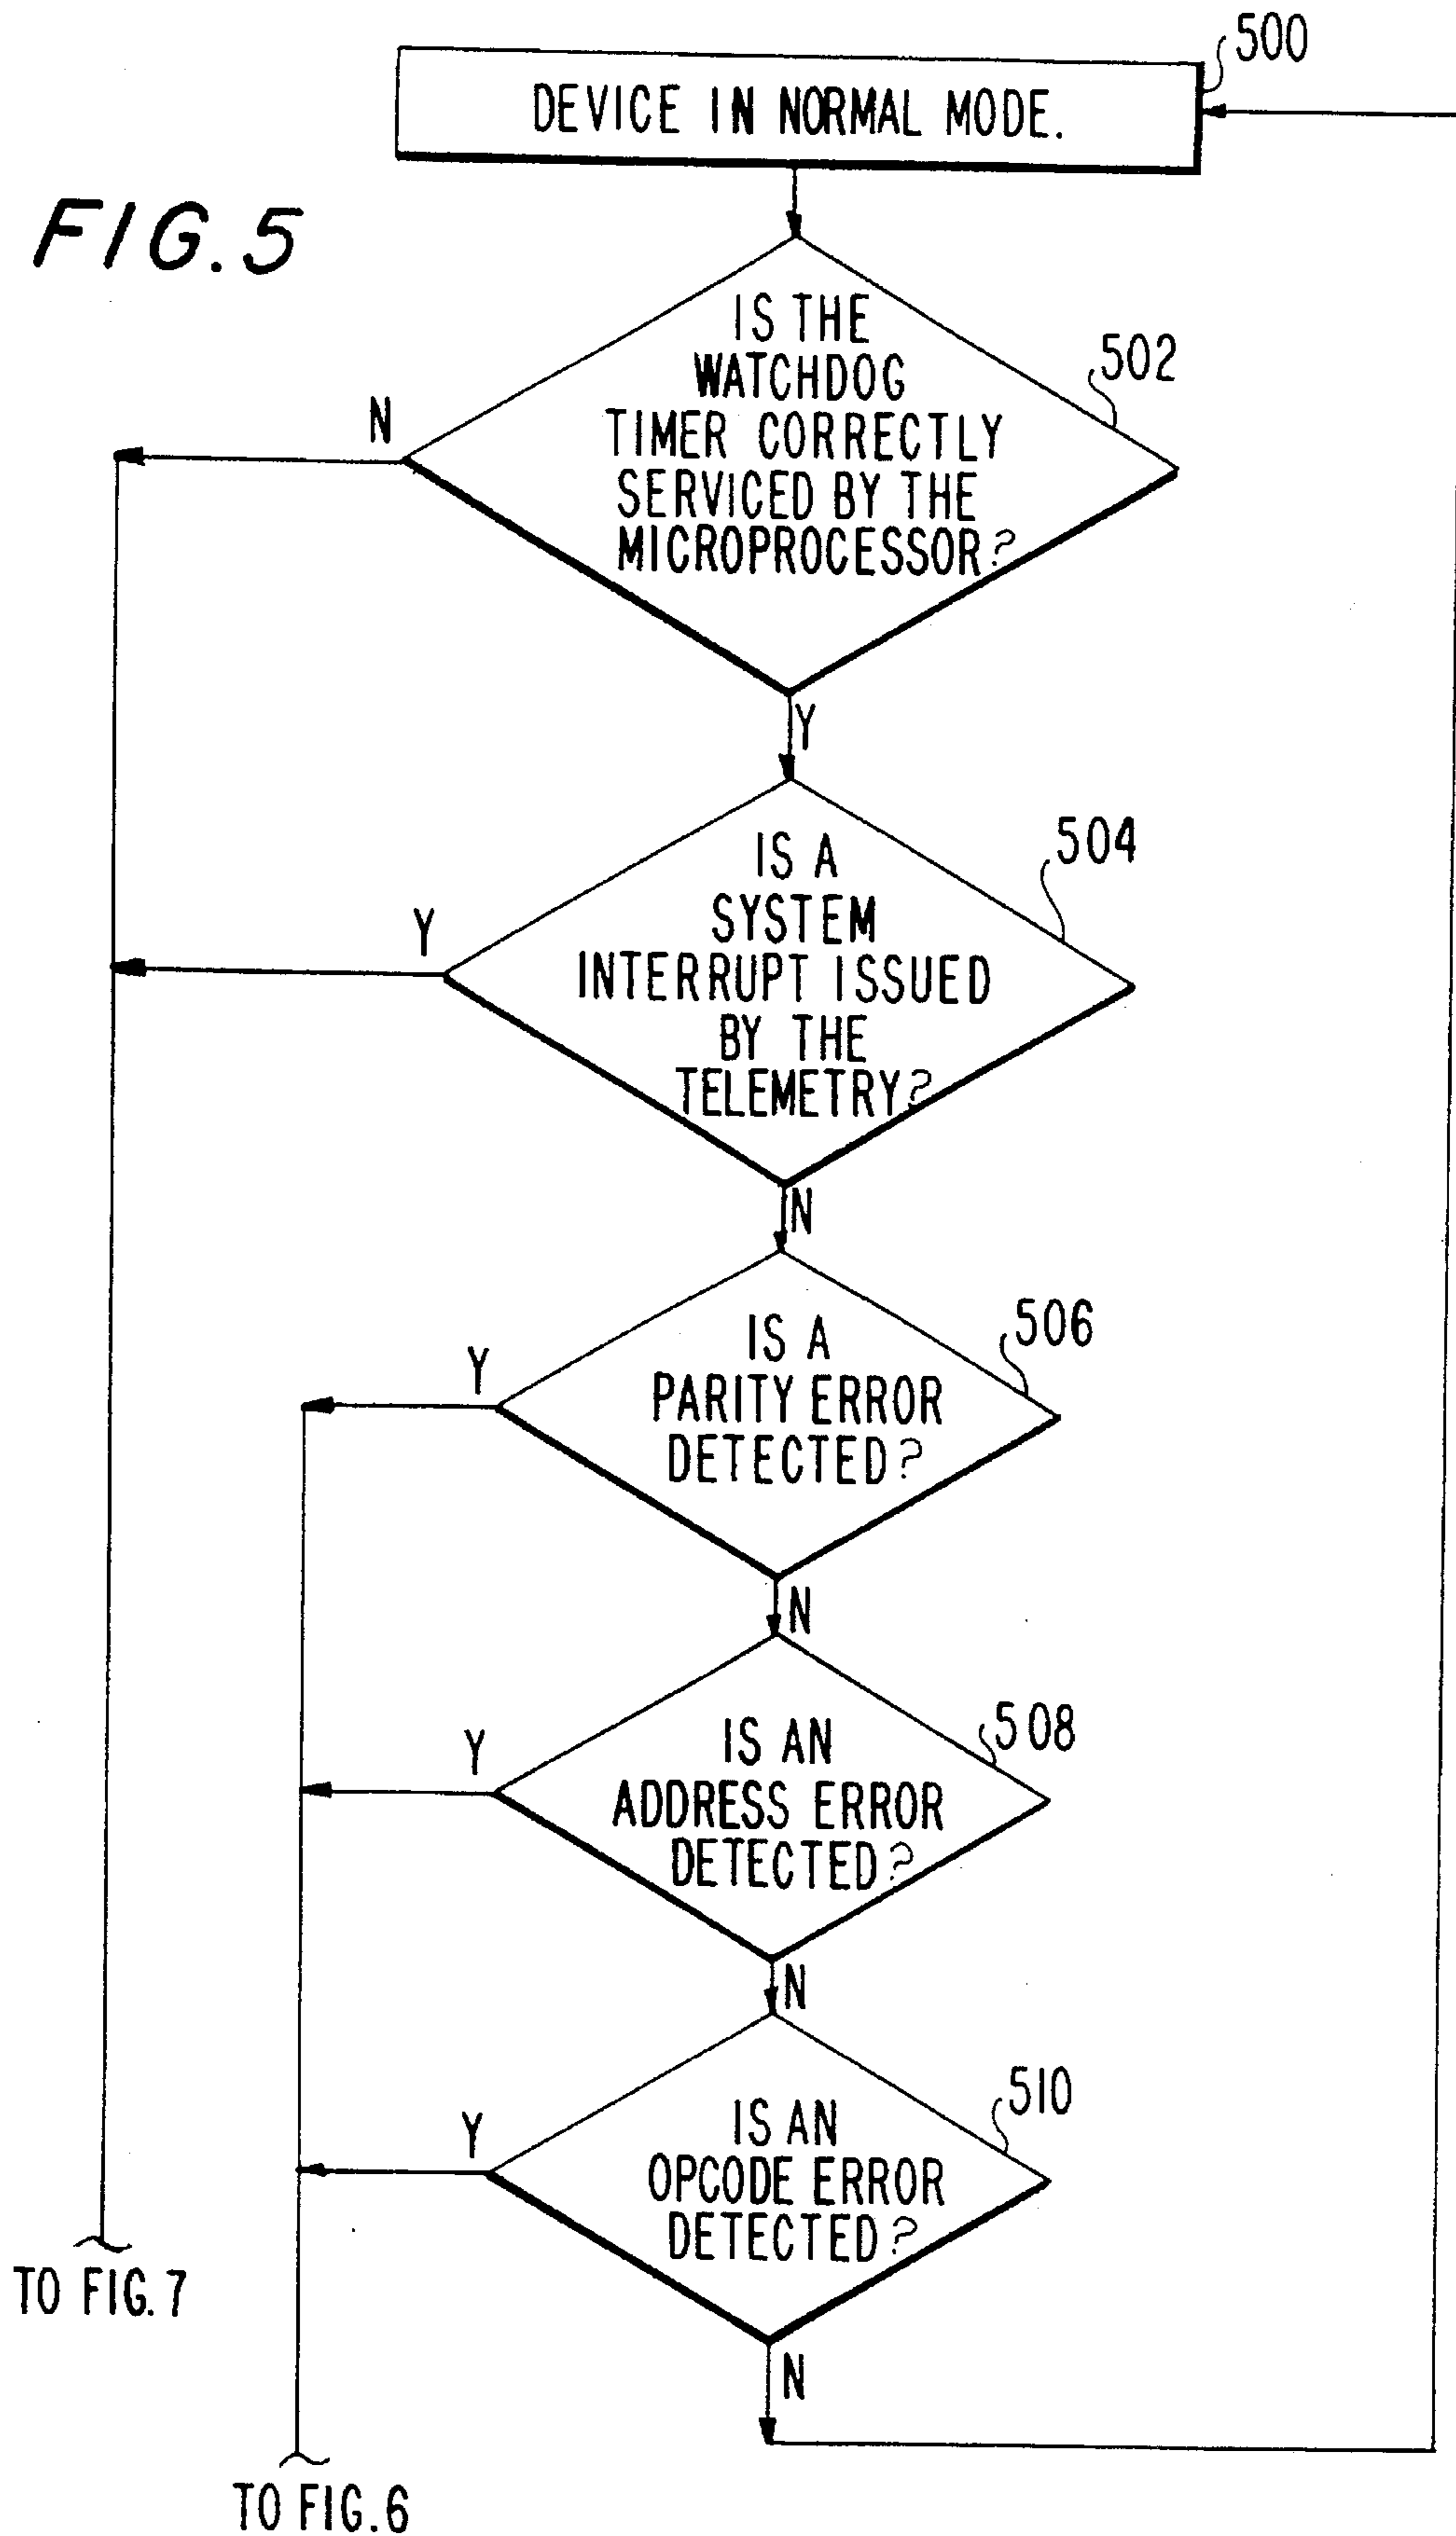 500
DEVICE IN NORMAL MODE.
FIG. 5
IS THE
WATCHDOG
TIMER CORRECTLY
SERVICED BY THE
MICROPROCESSOR?
502
N
Y
IS A
SYSTEM
INTERRUPT ISSUED
BY THE
TELEMETRY?
504
Y
N
IS A
PARITY ERROR
DETECTED?
506
Y
N
IS AN
ADDRESS ERROR
DETECTED?
508
Y
N
IS AN
OPCODE ERROR
DETECTED?
510
Y
N
TO FIG. 7
TO FIG. 6